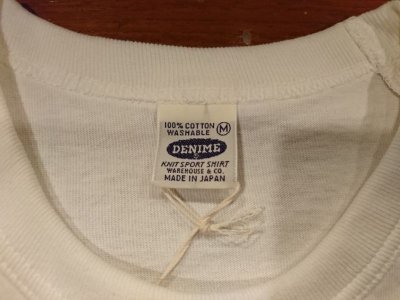 100% COTTON
WASHABLE M
DENIME
KNIT SPORT SHIRT
WAREHOUSE & CO.
MADE IN JAPAN